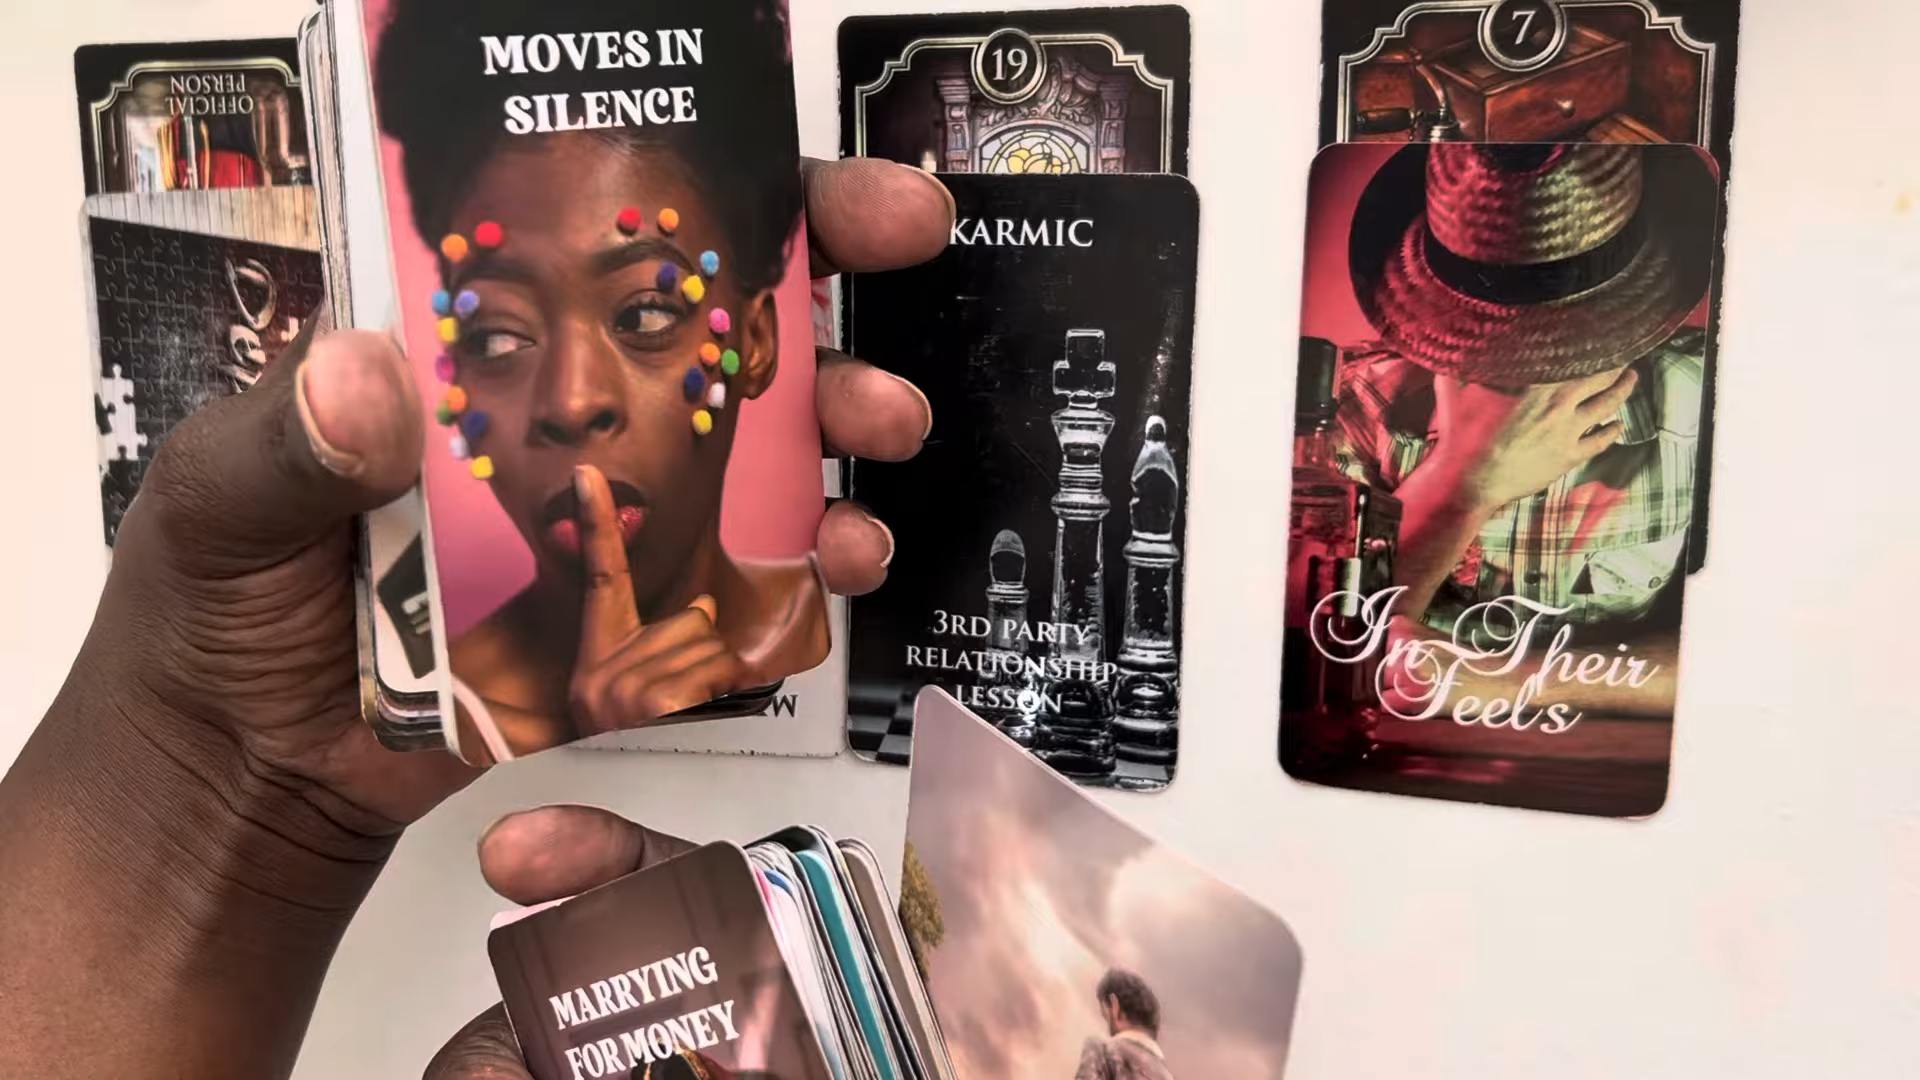 OFFICIAL
PERSON
MOVES IN
SILENCE
19
KARMIC
3RD PARTY
RELATIONSHIP
LESSON
7
In Their
Feels
MARRYING
FOR MONEY